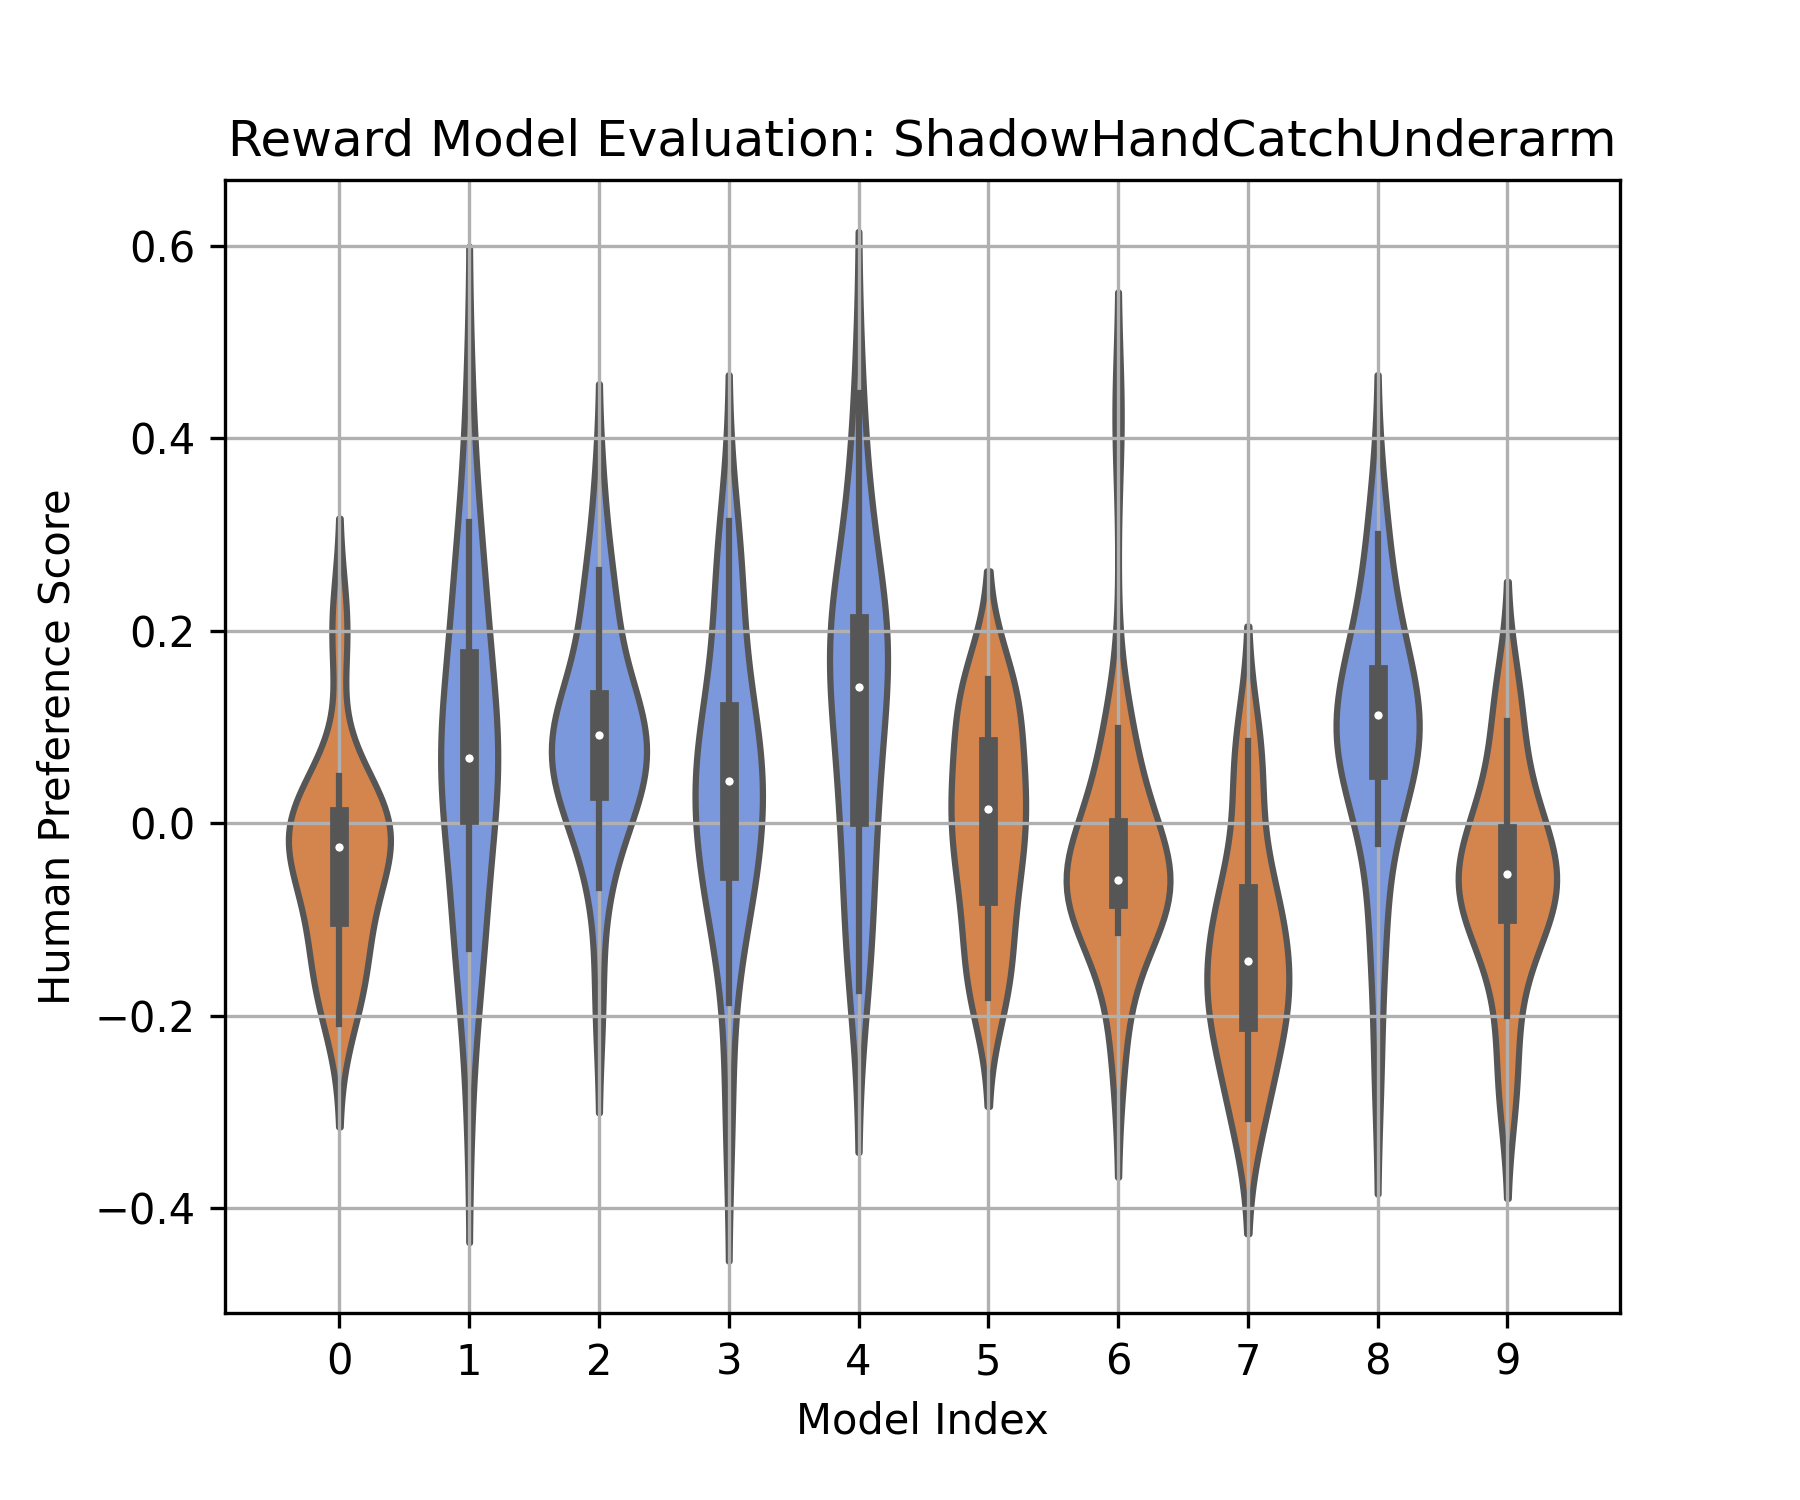 Reward Model Evaluation: ShadowHandCatchUnderarm
0.6
0.4
0.2
0.0
−0.2
−0.4
Human Preference Score
0 1 2 3 4 5 6 7 8 9
Model Index